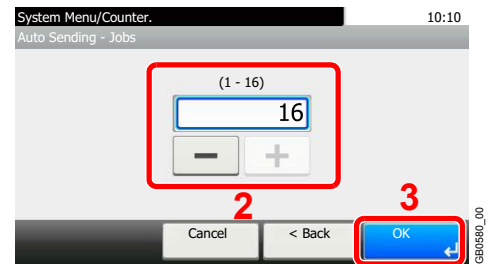 System Menu/Counter. 10:10
Auto Sending - Jobs
(1 - 16)
16
− +
2
3
Cancel < Back OK
GB0580_00